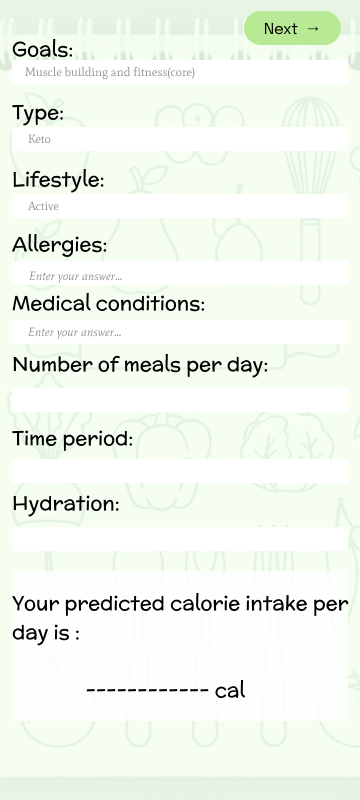 Next →
Goals:
Muscle building and fitness(core)
Type:
Keto
Lifestyle:
Active
Allergies:
Enter your answer...
Medical conditions:
Enter your answer...
Number of meals per day:
Time period:
Hydration:
Your predicted calorie intake per
day is :
------------ cal